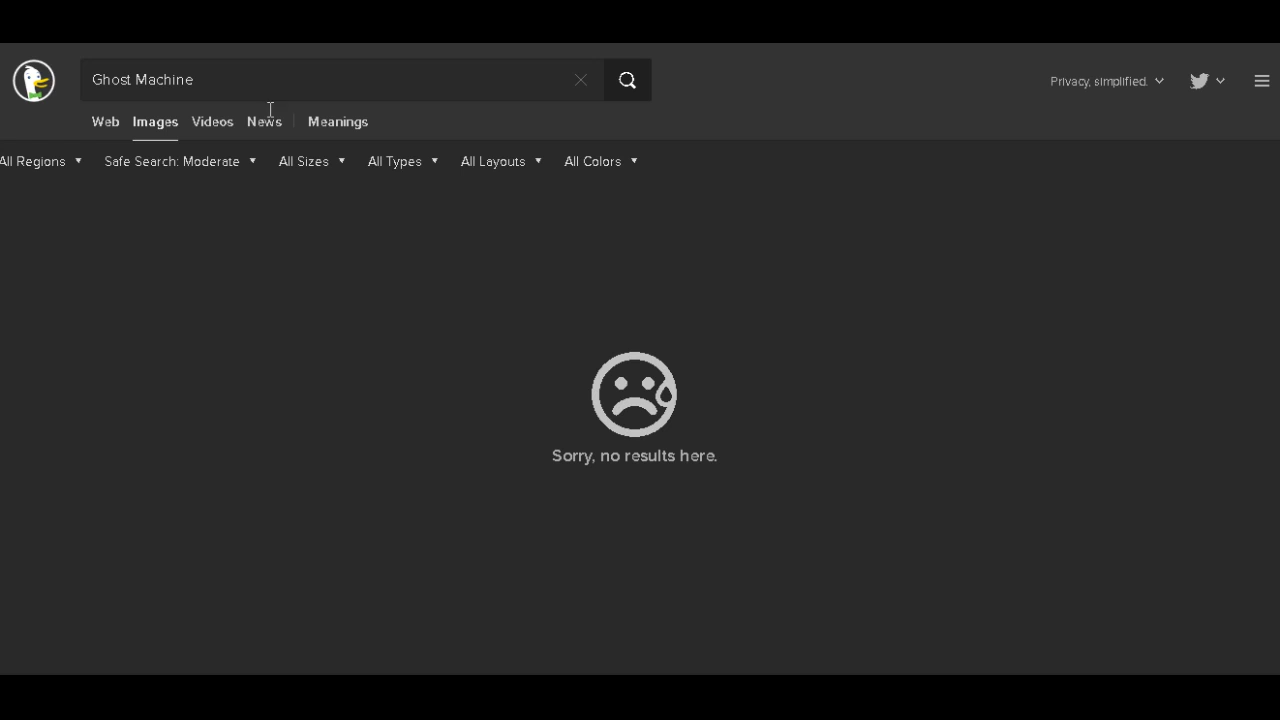 Ghost Machine
Privacy, simplified.
Web Images Videos News Meanings
All Regions Safe Search: Moderate All Sizes All Types All Layouts All Colors
Sorry, no results here.